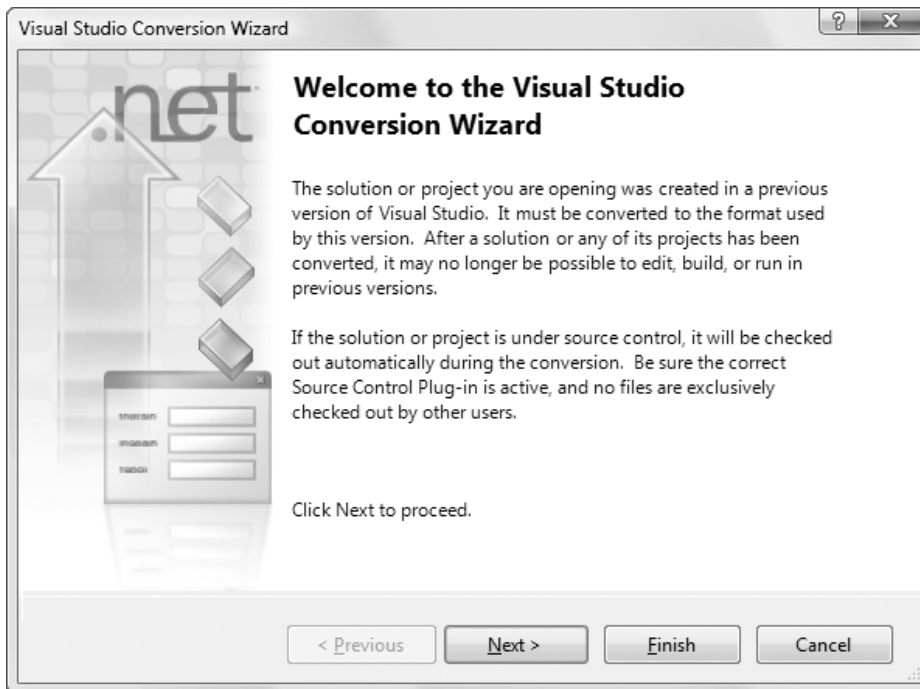 Visual Studio Conversion Wizard
.net
Welcome to the Visual Studio
Conversion Wizard
The solution or project you are opening was created in a previous
version of Visual Studio. It must be converted to the format used
by this version. After a solution or any of its projects has been
converted, it may no longer be possible to edit, build, or run in
previous versions.
If the solution or project is under source control, it will be checked
out automatically during the conversion. Be sure the correct
Source Control Plug-in is active, and no files are exclusively
checked out by other users.
Click Next to proceed.
< Previous
Next >
Finish
Cancel